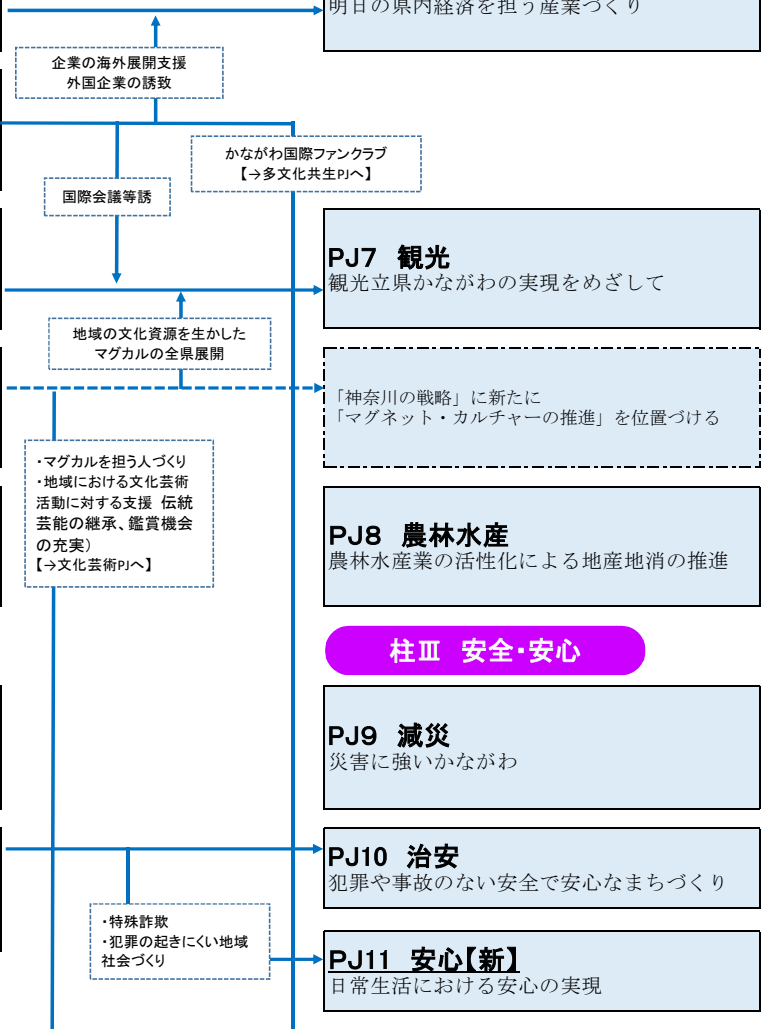 明日の県内経済を担う産業づくり
企業の海外展開支援
外国企業の誘致
かながわ国際ファンクラブ
【→多文化共生PJへ】
国際会議等誘
PJ7 観光
観光立県かながわの実現をめざして
地域の文化資源を生かした
マグカルの全県展開
「神奈川の戦略」に新たに
「マグネット・カルチャーの推進」を位置づける
・マグカルを担う人づくり
・地域における文化芸術
活動に対する支援 伝統
芸能の継承、鑑賞機会
の充実)
【→文化芸術PJへ】
PJ8 農林水産
農林水産業の活性化による地産地消の推進
柱Ⅲ 安全・安心
PJ9 減災
災害に強いかながわ
PJ10 治安
犯罪や事故のない安全で安心なまちづくり
・特殊詐欺
・犯罪の起きにくい地域
社会づくり
PJ11 安心【新】
日常生活における安心の実現